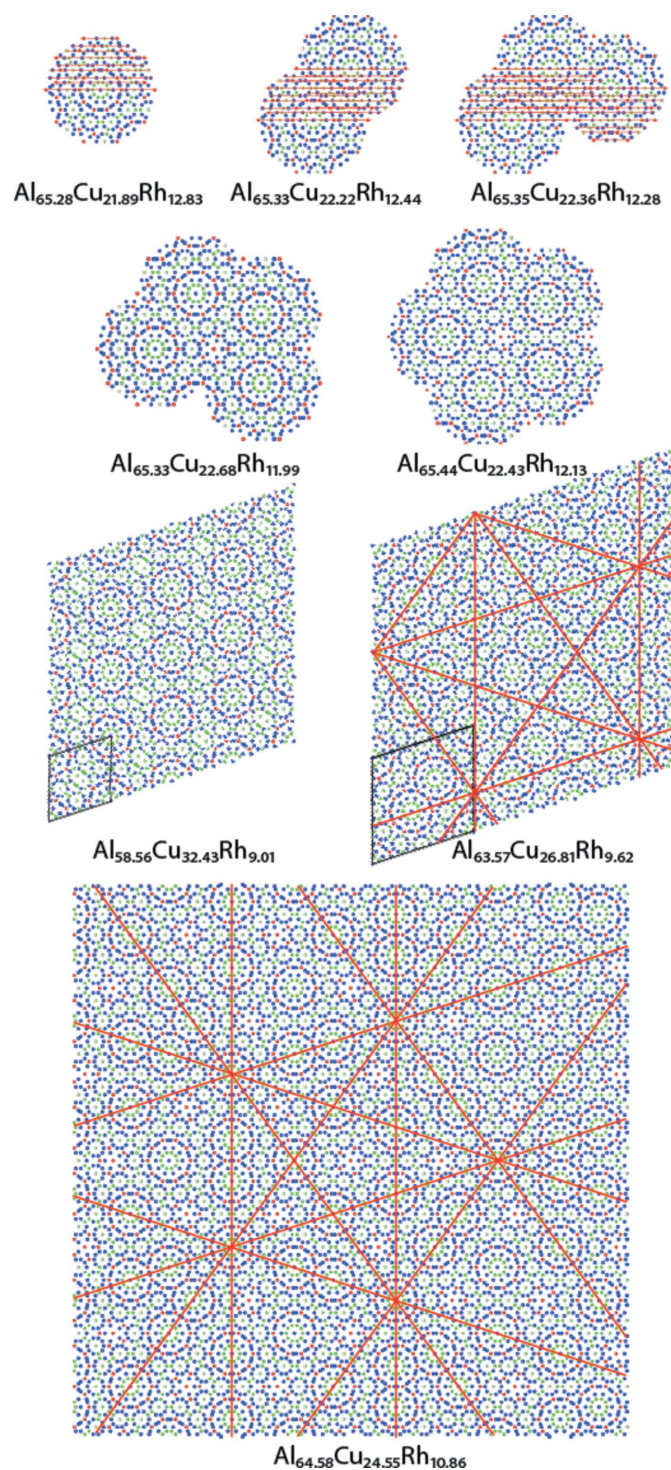 Al₆₅.₂₈Cu₂₁.₈₉Rh₁₂.₈₃ Al₆₅.₃₃Cu₂₂.₂₂Rh₁₂.₄₄ Al₆₅.₃₅Cu₂₂.₃₆Rh₁₂.₂₈
Al₆₅.₃₃Cu₂₂.₆₈Rh₁₁.₉₉ Al₆₅.₄₄Cu₂₂.₄₃Rh₁₂.₁₃
Al₅₈.₅₆Cu₃₂.₄₃Rh₉.₀₁ Al₆₃.₅₇Cu₂₆.₈₁Rh₉.₆₂
Al₆₄.₅₈Cu₂₄.₅₅Rh₁₀.₈₆